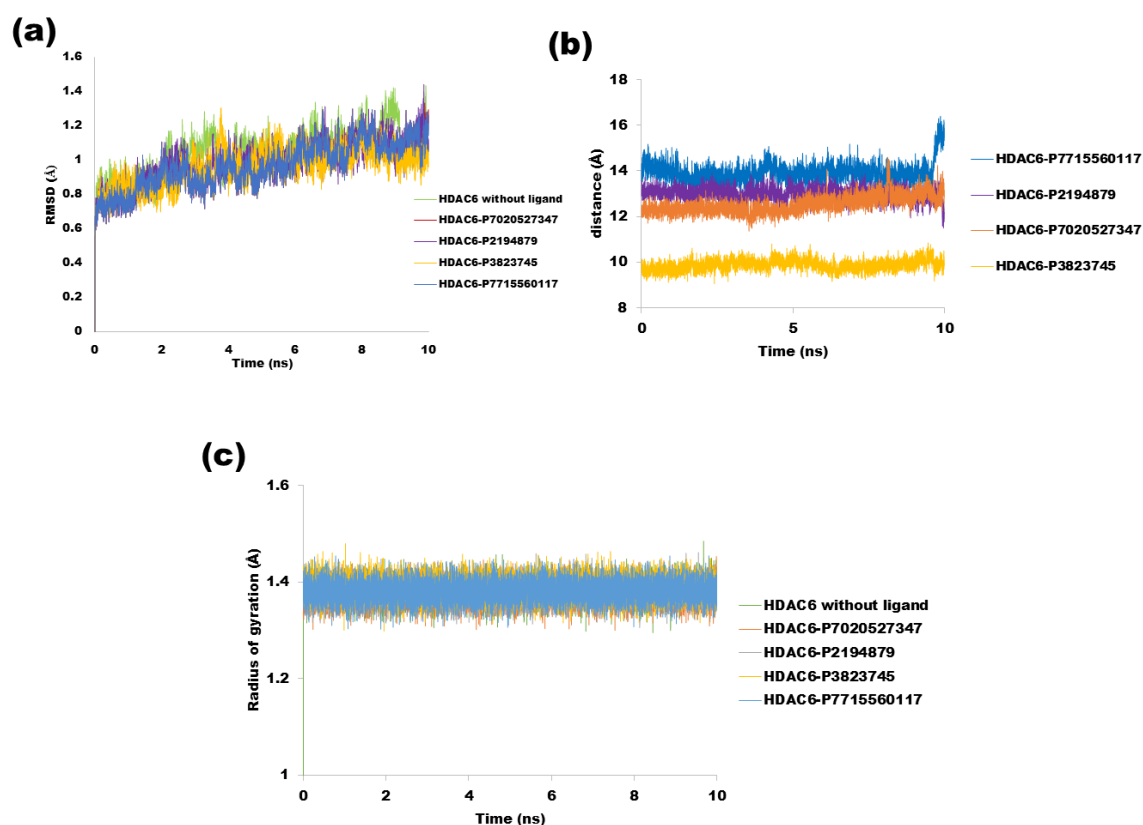 (a)
1.6
1.4
1.2
1
0.8
0.6
0.4
0.2
0
RMSD (Å)
0 2 4 6 8 10
Time (ns)
HDAC6 without ligand
HDAC6-P7020527347
HDAC6-P2194879
HDAC6-P3823745
HDAC6-P7715560117
(b)
18
16
14
12
10
8
distance (Å)
0 5 10
Time (ns)
HDAC6-P7715560117
HDAC6-P2194879
HDAC6-P7020527347
HDAC6-P3823745
(c)
1.6
1.4
1.2
1
Radius of gyration (Å)
0 2 4 6 8 10
Time (ns)
HDAC6 without ligand
HDAC6-P7020527347
HDAC6-P2194879
HDAC6-P3823745
HDAC6-P7715560117